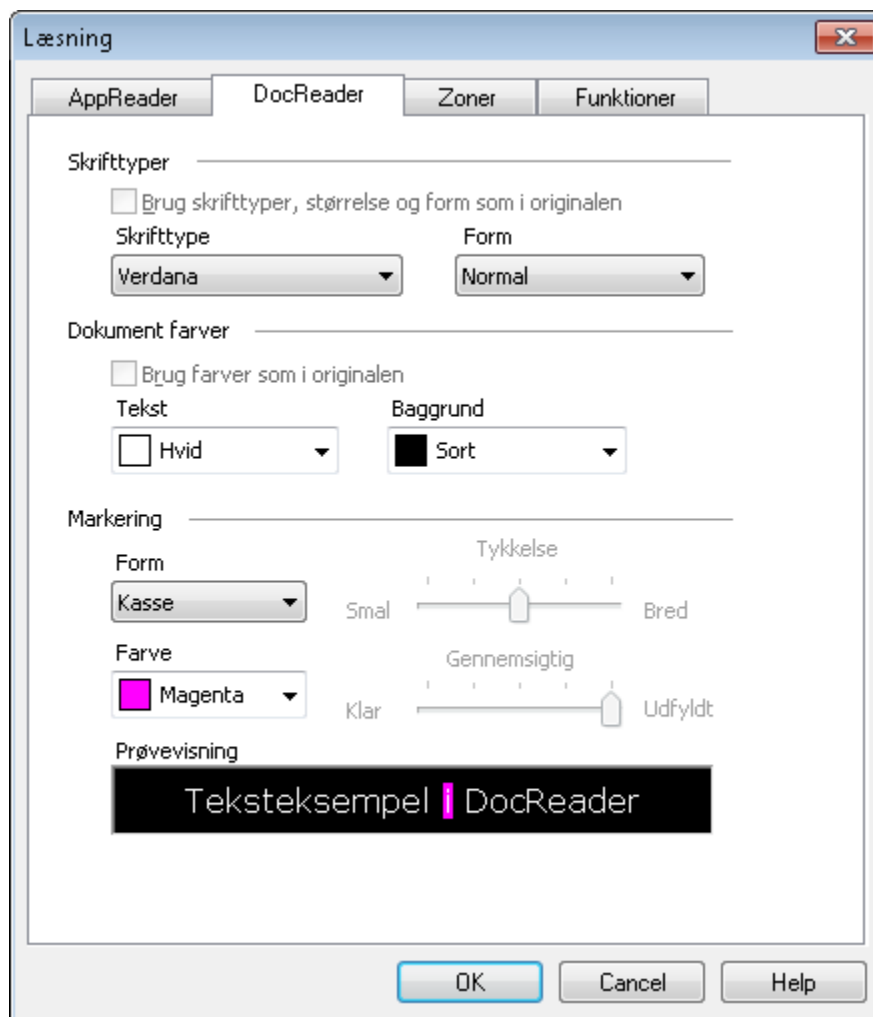 Læsning
AppReader DocReader Zoner Funktioner
Skrifttyper
Brug skrifttyper, størrelse og form som i originalen
Skrifttype Form
Verdana Normal
Dokument farver
Brug farver som i originalen
Tekst Baggrund
Hvid Sort
Markering
Form Tykkelse
Kasse Smal Bred
Farve Gennemsigtig
Magenta Klar Udfyldt
Prøvevisning
Teksteksempel i DocReader
OK Cancel Help